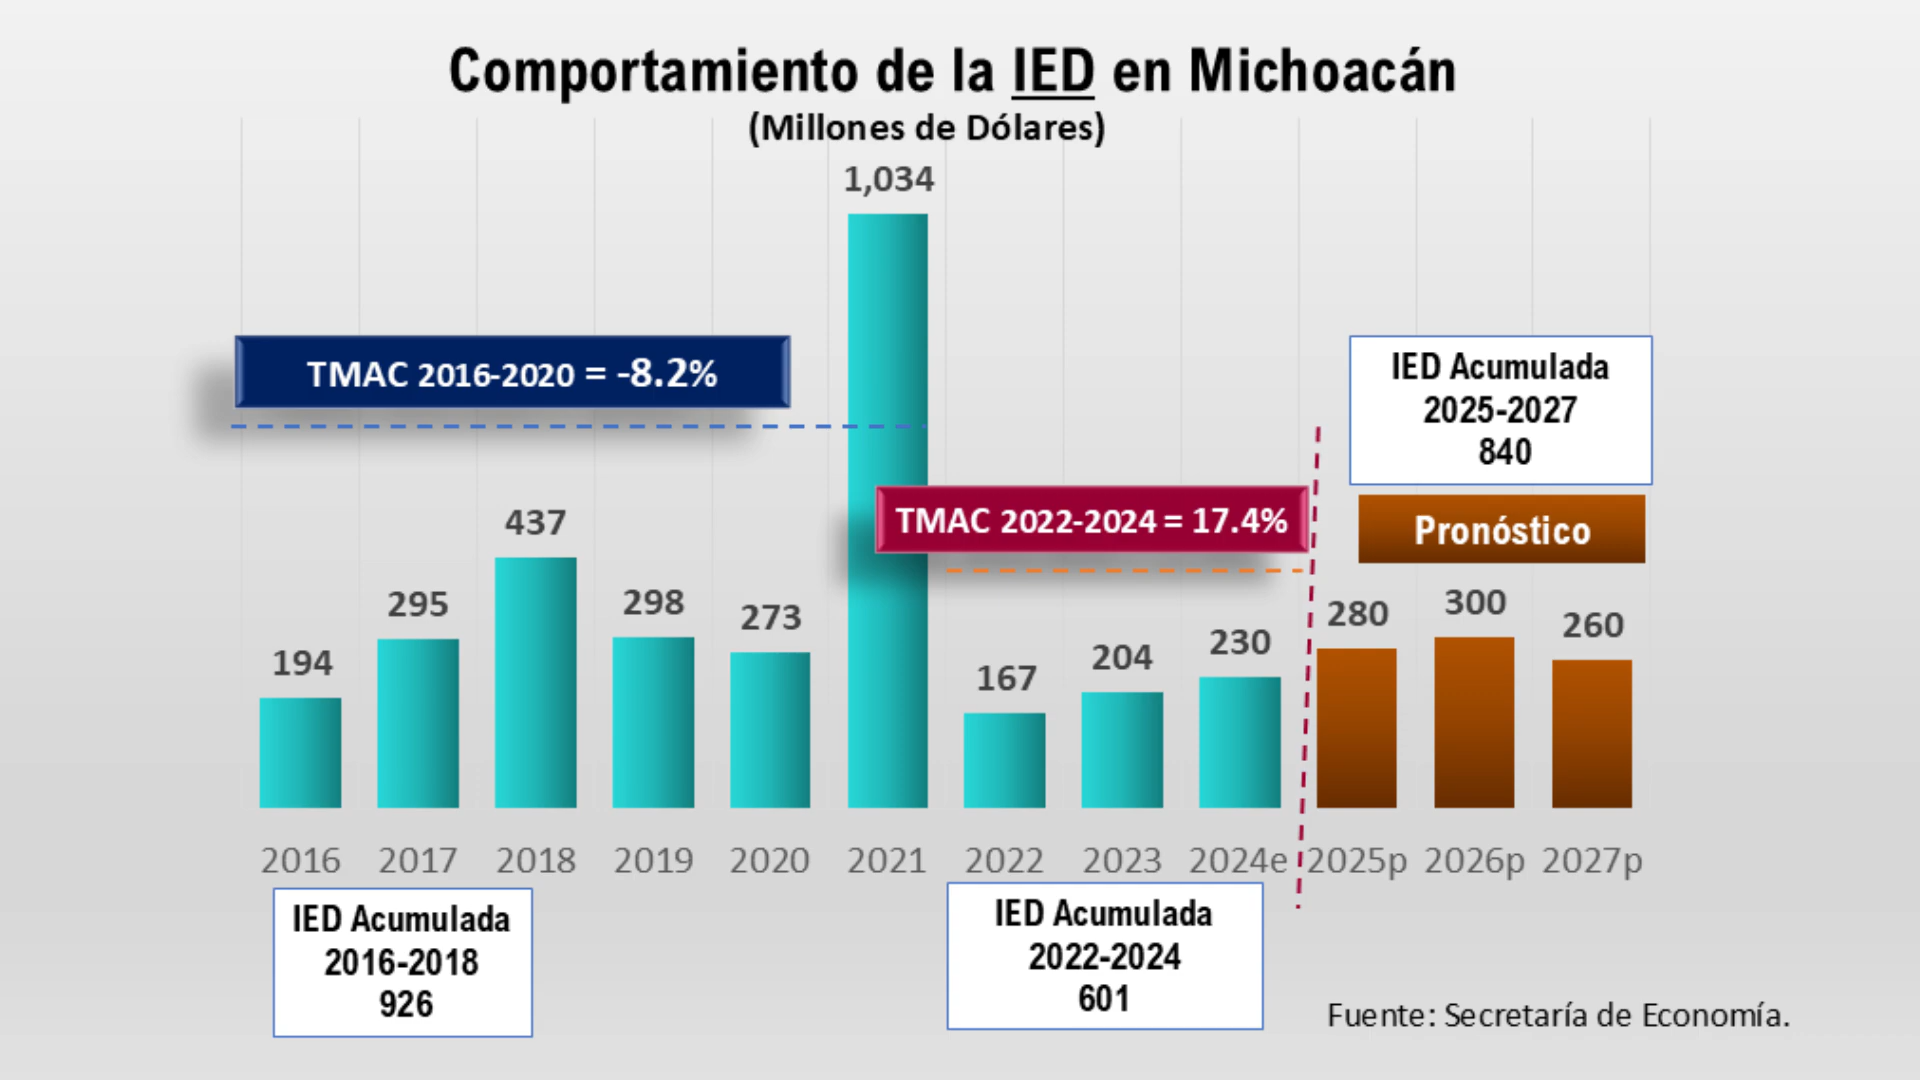 Comportamiento de la IED en Michoacán
(Millones de Dólares)
1,034
TMAC 2016-2020 = -8.2%
IED Acumulada
2025-2027
840
TMAC 2022-2024 = 17.4%
Pronóstico
194
295
437
298
273
167
204
230
280
300
260
2016
2017
2018
2019
2020
2021
2022
2023
2024e
2025p
2026p
2027p
IED Acumulada
2016-2018
926
IED Acumulada
2022-2024
601
Fuente: Secretaría de Economía.